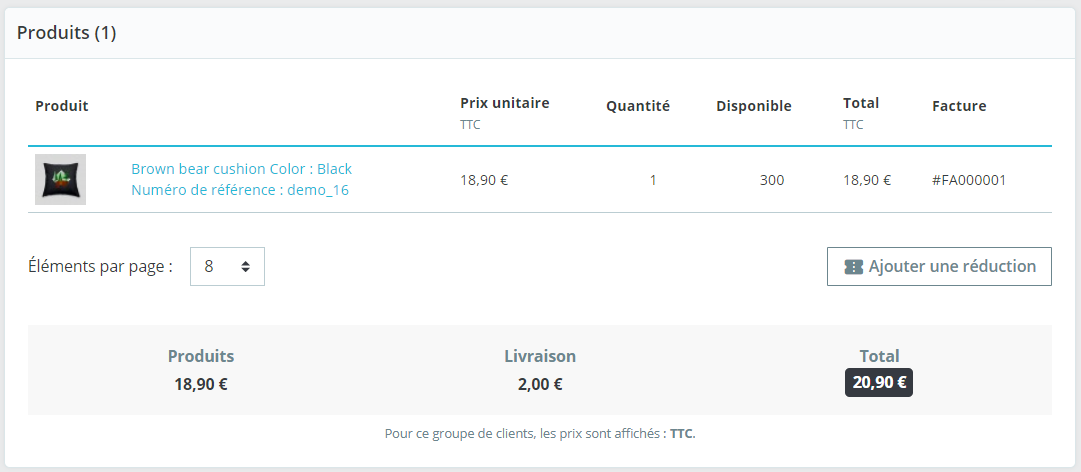 Produits (1)
Produit Prix unitaire Quantité Disponible Total Facture
TTC TTC
Brown bear cushion Color : Black
Numéro de référence : demo_16
18,90 € 1 300 18,90 € #FA000001
Éléments par page : 8 Ajouter une réduction
Produits Livraison Total
18,90 € 2,00 € 20,90 €
Pour ce groupe de clients, les prix sont affichés : TTC.